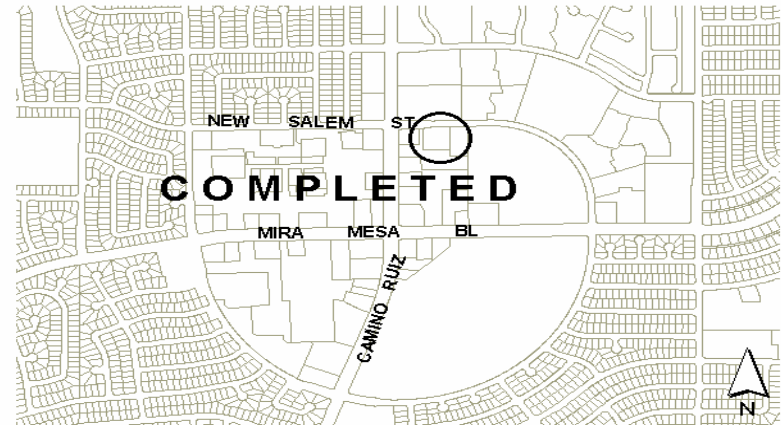 NEW SALEM ST
COMPLETED
MIRA MESA BL
CAMINO RUIZ
N